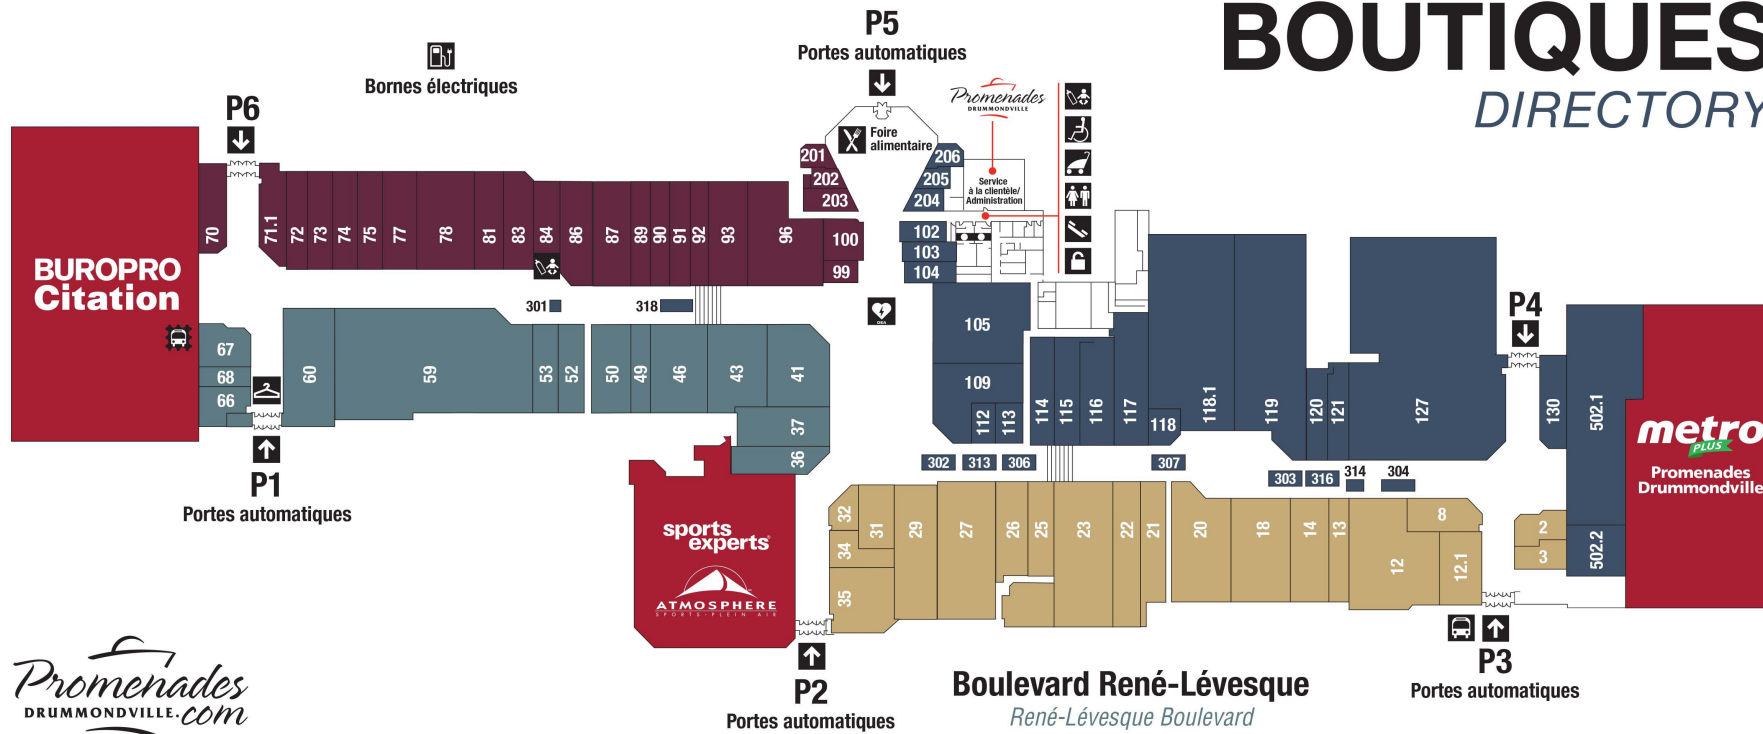 BOUTIQUES
DIRECTORY
P5
Portes automatiques
Bornes électriques
P6
Promenades
DRUMMONDVILLE
Foire
alimentaire
Service
à la clientèle/
Administration
201
202
203
206
205
204
102
103
104
100
99
BUROPRO
Citation
70
71.1
72
73
74
75
77
78
81
83
84
86
87
89
90
91
92
93
96
301
318
DEA
67
68
66
60
59
53
52
50
49
46
43
41
37
36
P1
Portes automatiques
105
109
112
113
114
115
116
117
118
118.1
119
120
121
127
P4
130
502.1
502.2
metro
PLUS
Promenades
Drummondville
302
313
306
307
303
316
314
304
sports
experts
ATMOSPHERE
SPORTS-PLEIN AIR
32
31
34
35
29
27
26
25
23
22
21
20
18
14
13
12
8
12.1
2
3
P2
Portes automatiques
P3
Portes automatiques
Boulevard René-Lévesque
René-Lévesque Boulevard
Promenades
DRUMMONDVILLE.com